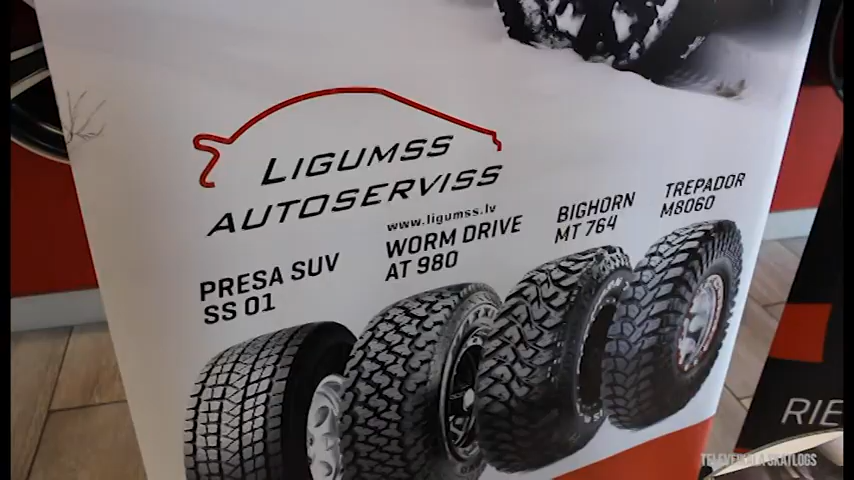 LIGUMSS
AUTOSERVISS
www.ligumss.lv
PRESA SUV
SS 01
WORM DRIVE
AT 980
BIGHORN
MT 764
TREPADOR
M8060
RIE
SKATLOGS